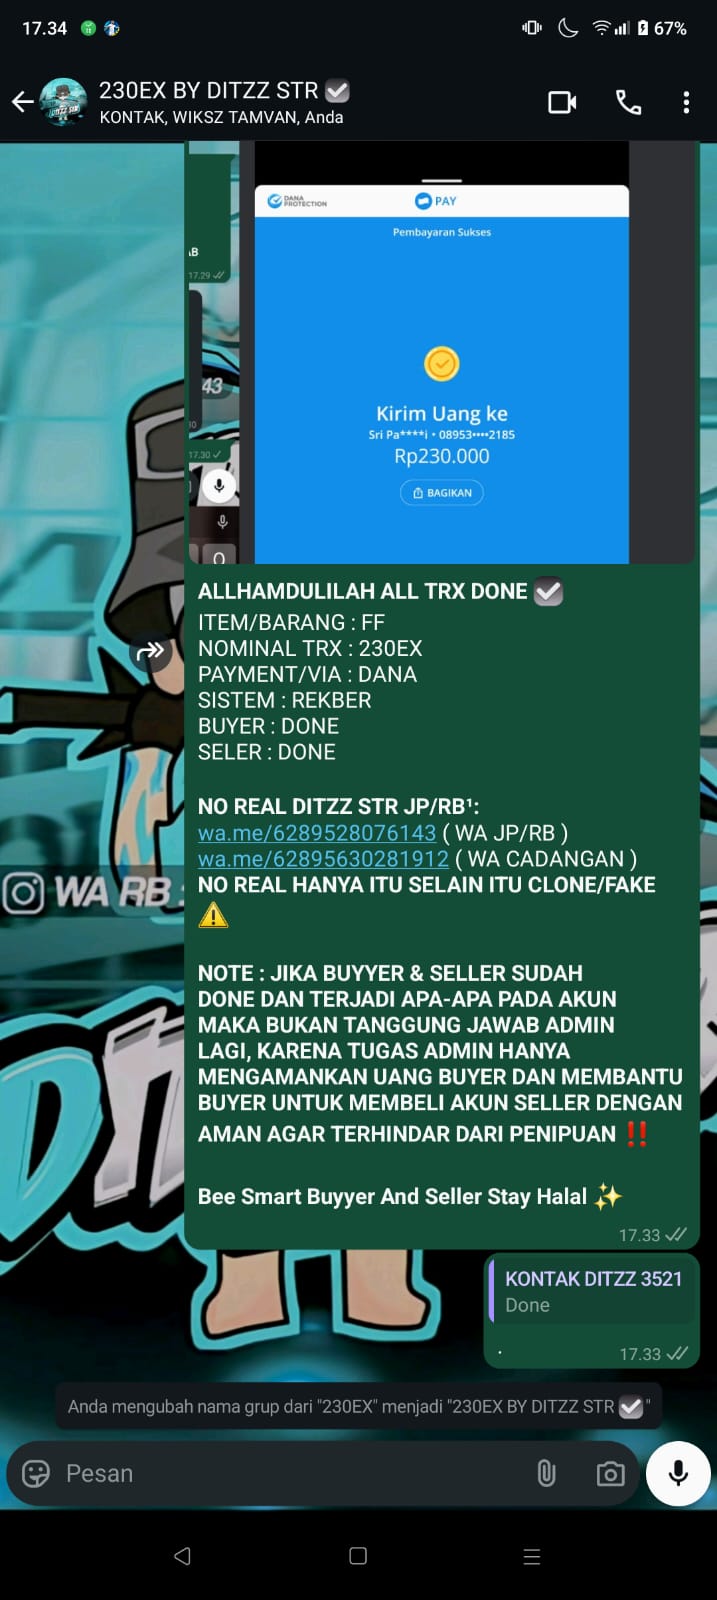 17.34
67%
230EX BY DITZZ STR
KONTAK, WIKSZ TAMVAN, Anda
DANA
PROTECTION
PAY
Pembayaran Sukses
AB
17.29
43
17.30
Kirim Uang ke
Sri Pa****i • 08953••••2185
Rp230.000
BAGIKAN
ALLHAMDULILAH ALL TRX DONE ✅
ITEM/BARANG : FF
NOMINAL TRX : 230EX
PAYMENT/VIA : DANA
SISTEM : REKBER
BUYER : DONE
SELER : DONE
NO REAL DITZZ STR JP/RB¹:
wa.me/6289528076143 ( WA JP/RB )
wa.me/62895630281912 ( WA CADANGAN )
NO REAL HANYA ITU SELAIN ITU CLONE/FAKE
⚠️
WA RB :
NOTE : JIKA BUYYER & SELLER SUDAH
DONE DAN TERJADI APA-APA PADA AKUN
MAKA BUKAN TANGGUNG JAWAB ADMIN
LAGI, KARENA TUGAS ADMIN HANYA
MENGAMANKAN UANG BUYER DAN MEMBANTU
BUYER UNTUK MEMBELI AKUN SELLER DENGAN
AMAN AGAR TERHINDAR DARI PENIPUAN ‼️
Bee Smart Buyyer And Seller Stay Halal ✨
17.33
KONTAK DITZZ 3521
Done
.
17.33
Anda mengubah nama grup dari "230EX" menjadi "230EX BY DITZZ STR ✅"
Pesan